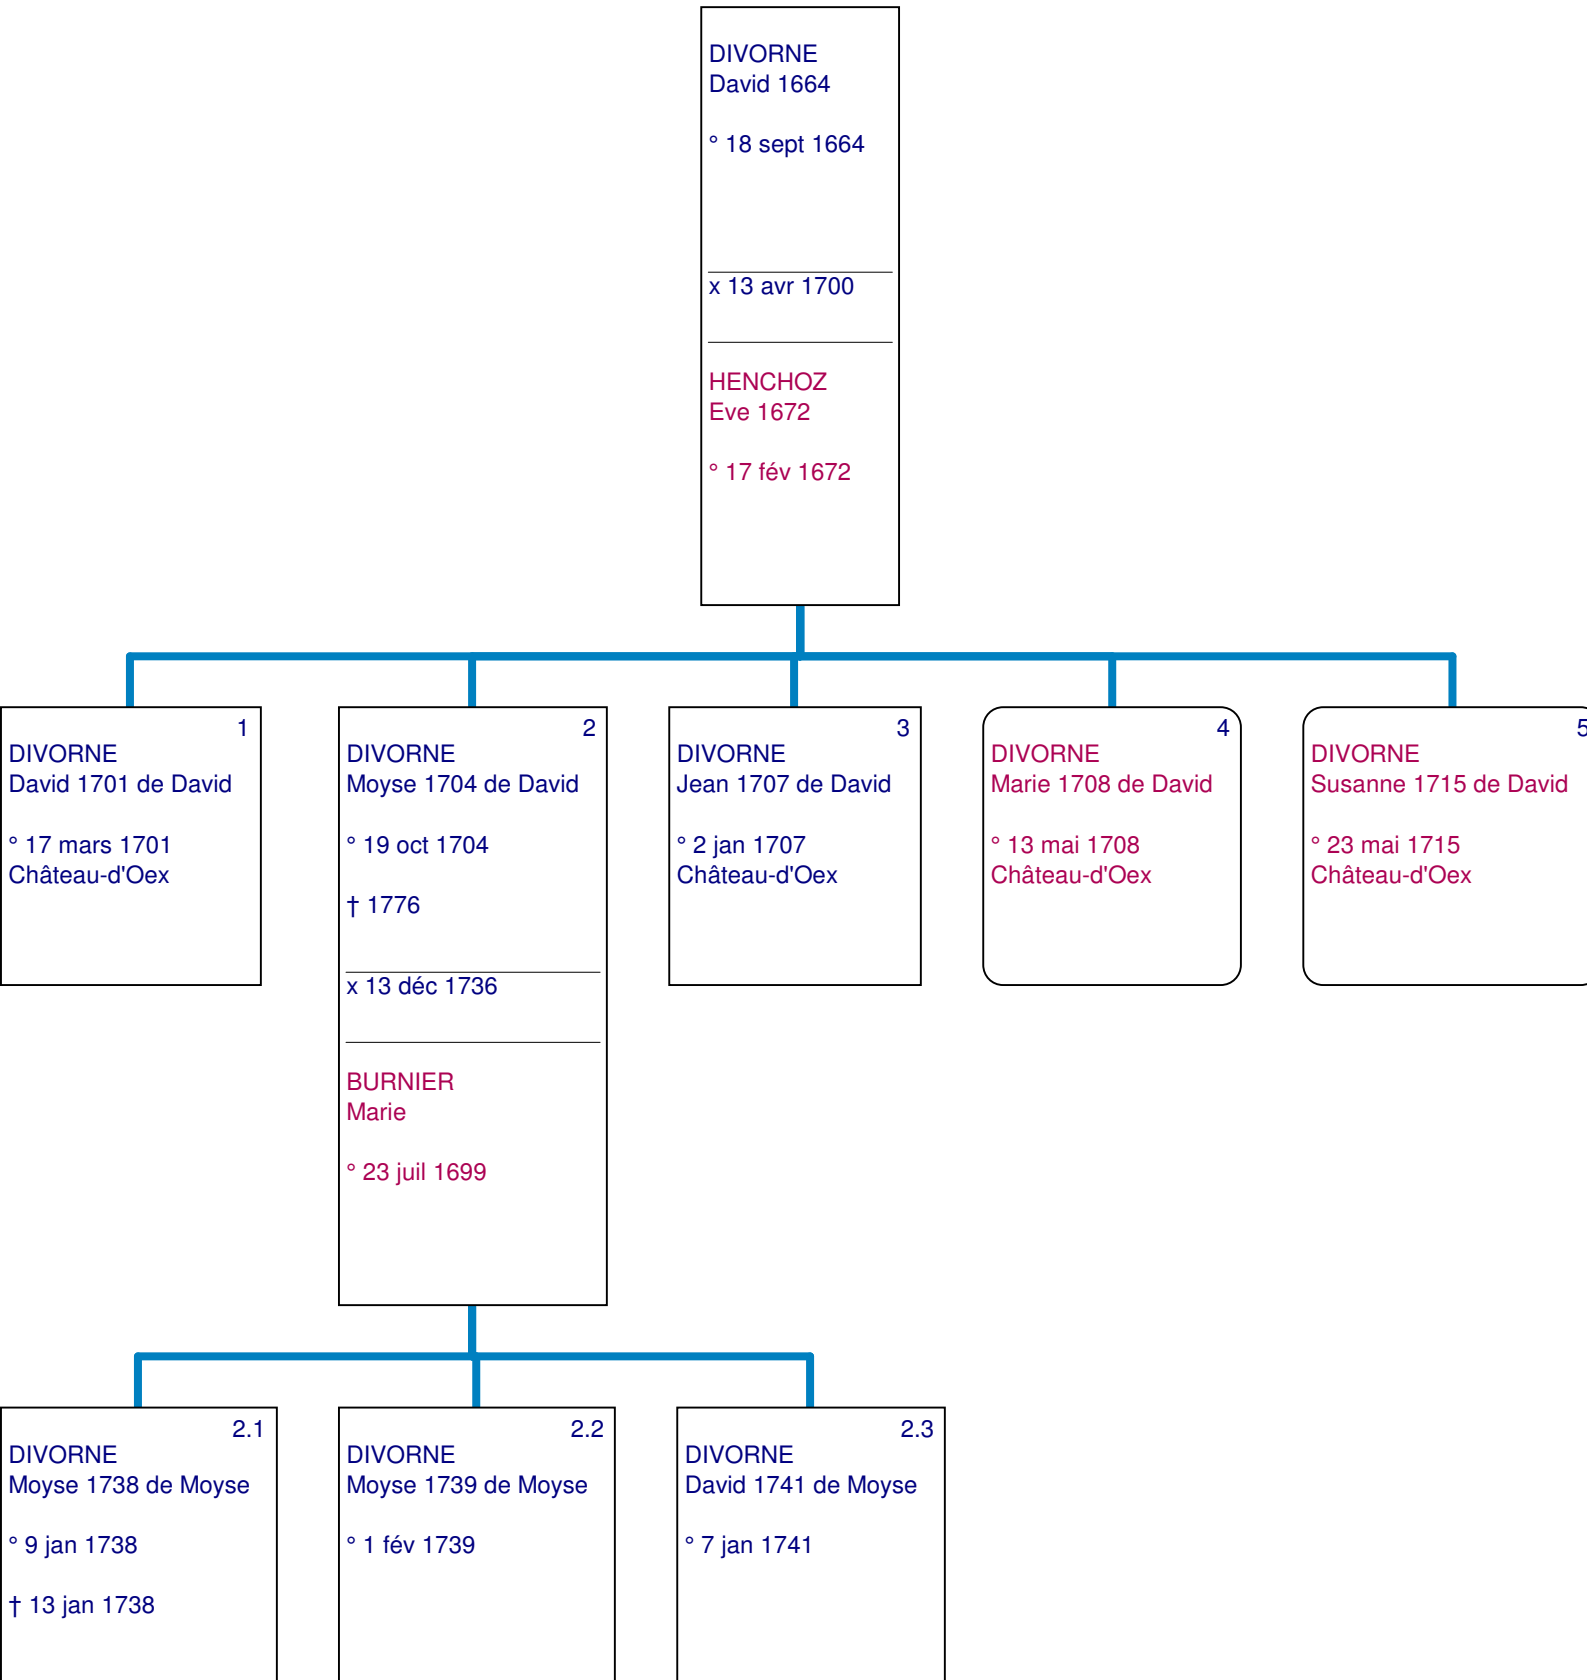 DIVORNE
David 1664
° 18 sept 1664
x 13 avr 1700
HENCHOZ
Eve 1672
° 17 fév 1672
1
DIVORNE
David 1701 de David
° 17 mars 1701
Château-d'Oex
2
DIVORNE
Moyse 1704 de David
° 19 oct 1704
† 1776
x 13 déc 1736
BURNIER
Marie
° 23 juil 1699
3
DIVORNE
Jean 1707 de David
° 2 jan 1707
Château-d'Oex
4
DIVORNE
Marie 1708 de David
° 13 mai 1708
Château-d'Oex
5
DIVORNE
Susanne 1715 de David
° 23 mai 1715
Château-d'Oex
2.1
DIVORNE
Moyse 1738 de Moyse
° 9 jan 1738
† 13 jan 1738
2.2
DIVORNE
Moyse 1739 de Moyse
° 1 fév 1739
2.3
DIVORNE
David 1741 de Moyse
° 7 jan 1741